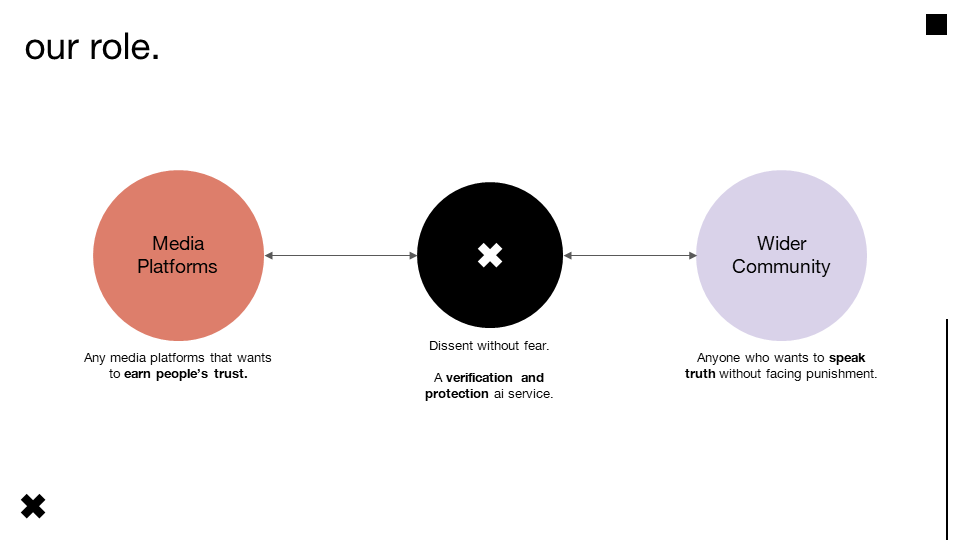 our role.
Media
Platforms
Wider
Community
Any media platforms that wants
to earn people’s trust.
Dissent without fear.
A verification and
protection ai service.
Anyone who wants to speak
truth without facing punishment.